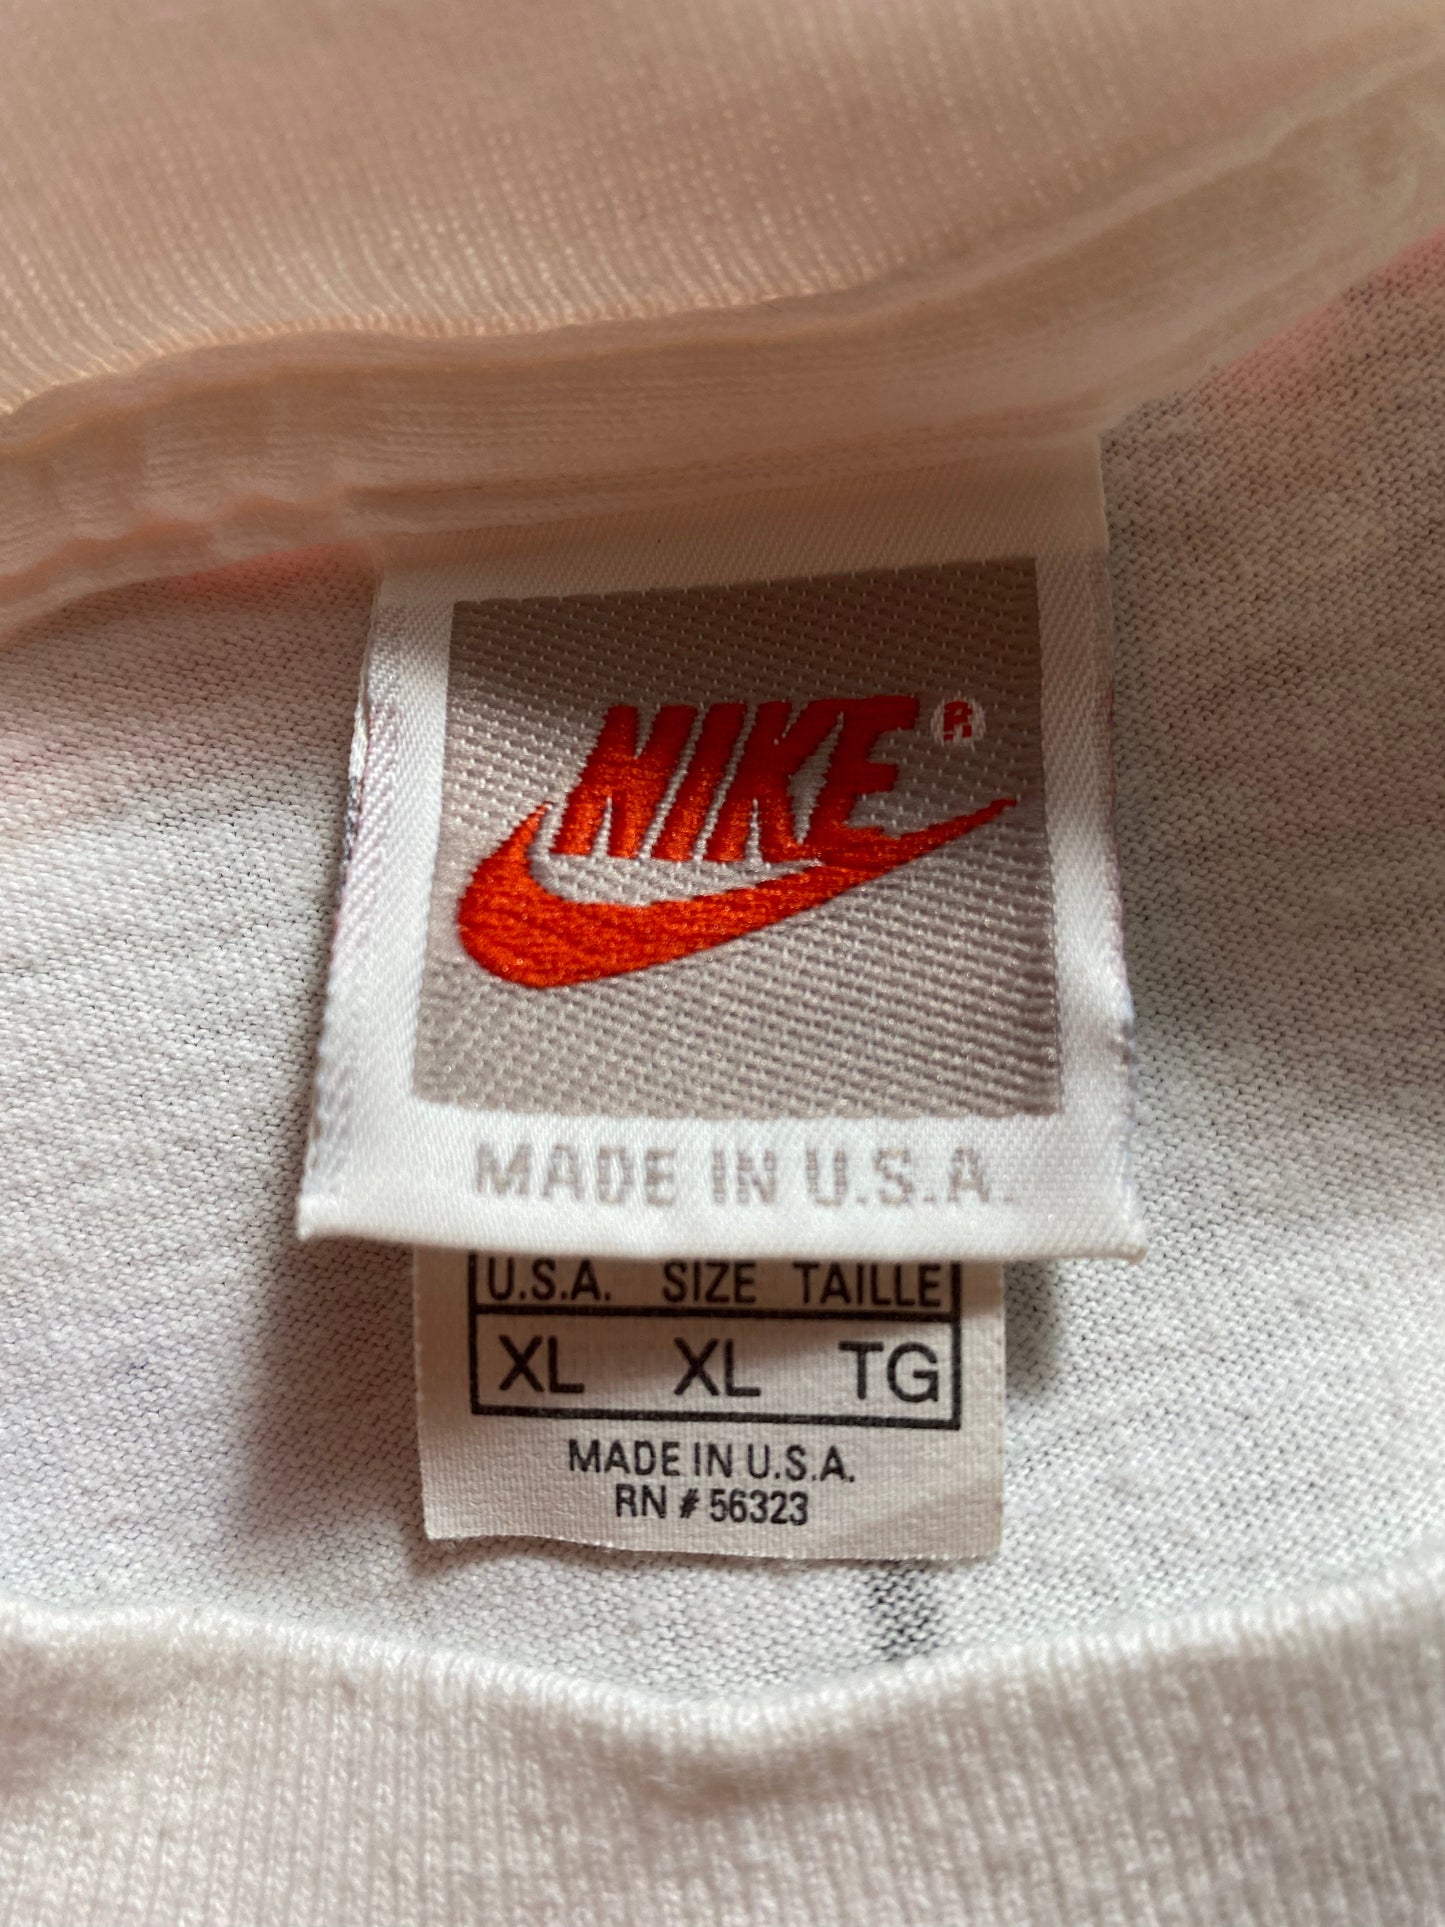 NIKE®
MADE IN U.S.A.
U.S.A. SIZE TAILLE
XL XL TG
MADE IN U.S.A.
RN # 56323